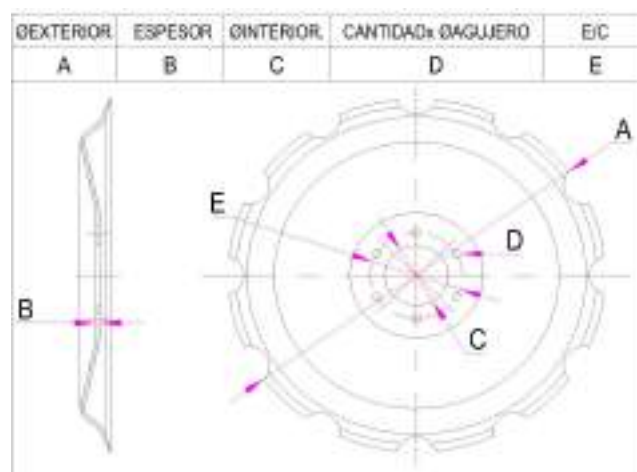 ØEXTERIOR. ESPESOR ØINTERIOR. CANTIDADx ØAGUJERO E/C
A B C D E
A
E
D
B
C